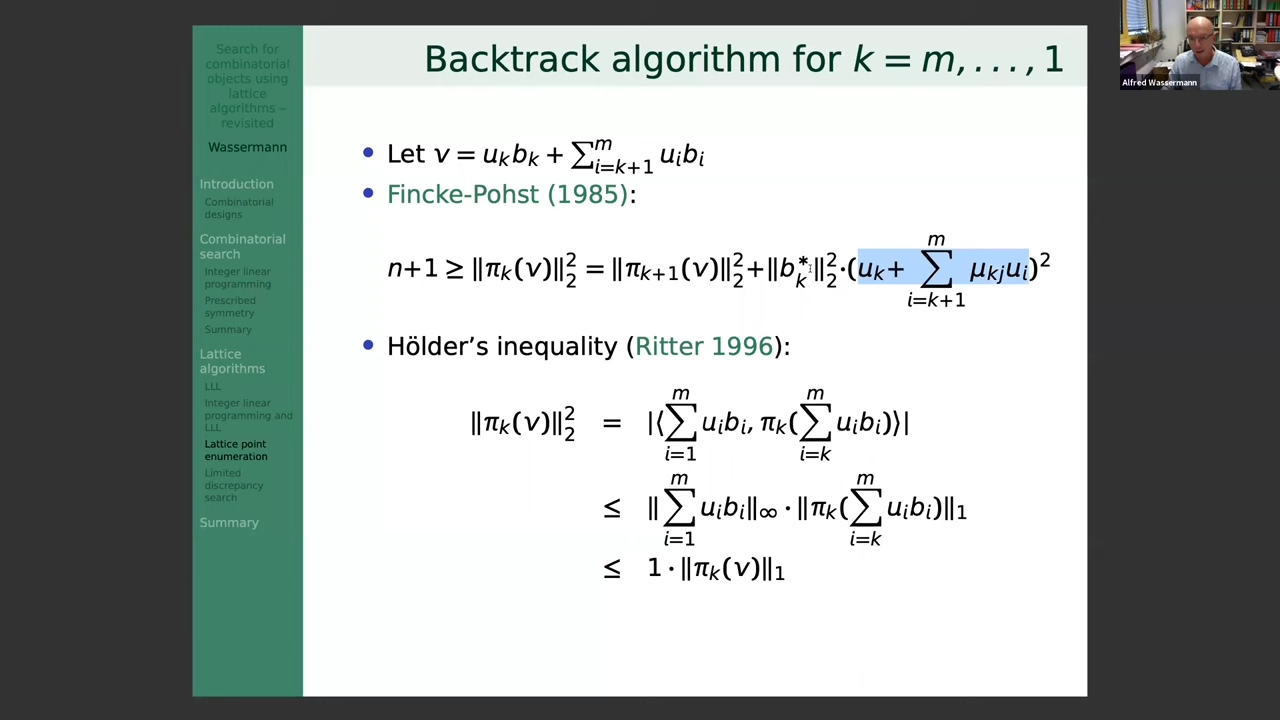 Search for
combinatorial
objects using
lattice
algorithms –
revisited
Wassermann
Introduction
Combinatorial
designs
Combinatorial
search
Integer linear
programming
Prescribed
symmetry
Summary
Lattice
algorithms
LLL
Integer linear
programming and
LLL
Lattice point
enumeration
Limited
discrepancy
search
Summary
Backtrack algorithm for k = m, . . . , 1
• Let v = u_k b_k + ∑_{i=k+1}^{m} u_i b_i
• Fincke-Pohst (1985):
n+1 ≥ ‖π_k(v)‖_2^2 = ‖π_{k+1}(v)‖_2^2+‖b_k^*‖_2^2·(u_k+ ∑_{i=k+1}^{m} μ_{kj}u_i)^2
• Hölder’s inequality (Ritter 1996):
‖π_k(v)‖_2^2 = |⟨∑_{i=1}^{m} u_i b_i, π_k(∑_{i=k}^{m} u_i b_i)⟩|
≤ ‖∑_{i=1}^{m} u_i b_i‖_∞ · ‖π_k(∑_{i=k}^{m} u_i b_i)‖_1
≤ 1 · ‖π_k(v)‖_1
Alfred Wassermann